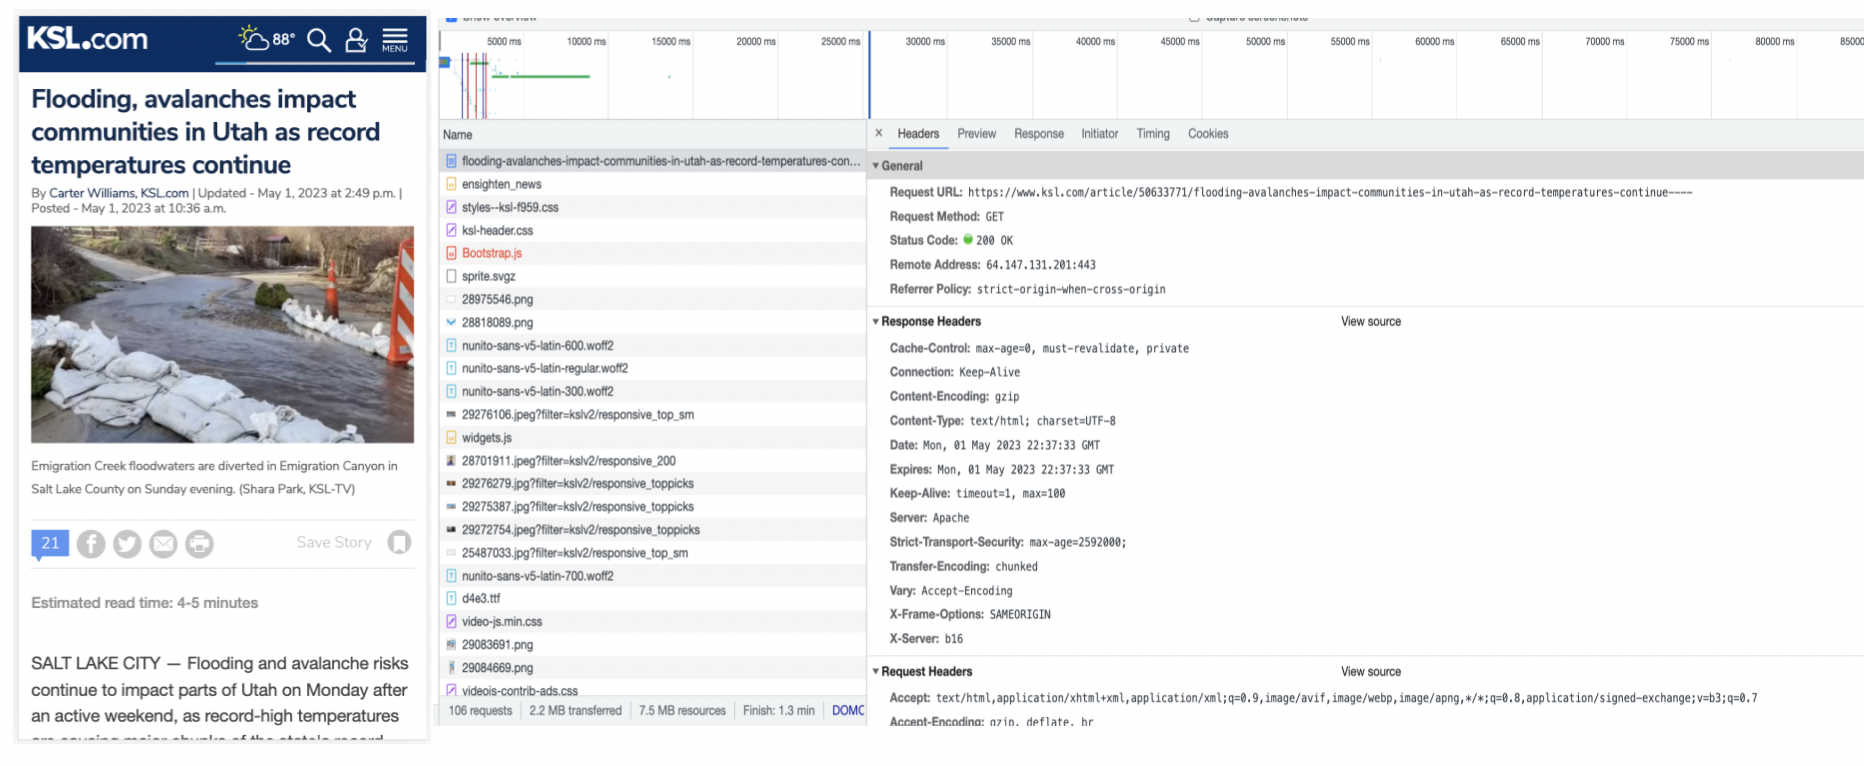 KSL.com
88°
MENU
Flooding, avalanches impact
communities in Utah as record
temperatures continue
By Carter Williams, KSL.com | Updated - May 1, 2023 at 2:49 p.m. |
Posted - May 1, 2023 at 10:36 a.m.
Emigration Creek floodwaters are diverted in Emigration Canyon in
Salt Lake County on Sunday evening. (Shara Park, KSL-TV)
21
Save Story
Estimated read time: 4-5 minutes
SALT LAKE CITY — Flooding and avalanche risks
continue to impact parts of Utah on Monday after
an active weekend, as record-high temperatures
are causing major chunks of the state's record
Show overview
Capture screenshots
5000 ms
10000 ms
15000 ms
20000 ms
25000 ms
30000 ms
35000 ms
40000 ms
45000 ms
50000 ms
55000 ms
60000 ms
65000 ms
70000 ms
75000 ms
80000 ms
85000
Name
flooding-avalanches-impact-communities-in-utah-as-record-temperatures-con...
ensighten_news
styles--ksl-f959.css
ksl-header.css
Bootstrap.js
sprite.svgz
28975546.png
28818089.png
nunito-sans-v5-latin-600.woff2
nunito-sans-v5-latin-regular.woff2
nunito-sans-v5-latin-300.woff2
29276106.jpeg?filter=kslv2/responsive_top_sm
widgets.js
28701911.jpeg?filter=kslv2/responsive_200
29276279.jpg?filter=kslv2/responsive_toppicks
29275387.jpg?filter=kslv2/responsive_toppicks
29272754.jpeg?filter=kslv2/responsive_toppicks
25487033.jpg?filter=kslv2/responsive_top_sm
nunito-sans-v5-latin-700.woff2
d4e3.ttf
video-js.min.css
29083691.png
29084669.png
videojs-contrib-ads.css
106 requests
2.2 MB transferred
7.5 MB resources
Finish: 1.3 min
DOMC
× Headers Preview Response Initiator Timing Cookies
General
Request URL: https://www.ksl.com/article/50633771/flooding-avalanches-impact-communities-in-utah-as-record-temperatures-continue----
Request Method: GET
Status Code: 200 OK
Remote Address: 64.147.131.201:443
Referrer Policy: strict-origin-when-cross-origin
Response Headers
View source
Cache-Control: max-age=0, must-revalidate, private
Connection: Keep-Alive
Content-Encoding: gzip
Content-Type: text/html; charset=UTF-8
Date: Mon, 01 May 2023 22:37:33 GMT
Expires: Mon, 01 May 2023 22:37:33 GMT
Keep-Alive: timeout=1, max=100
Server: Apache
Strict-Transport-Security: max-age=2592000;
Transfer-Encoding: chunked
Vary: Accept-Encoding
X-Frame-Options: SAMEORIGIN
X-Server: b16
Request Headers
View source
Accept: text/html,application/xhtml+xml,application/xml;q=0.9,image/avif,image/webp,image/apng,*/*;q=0.8,application/signed-exchange;v=b3;q=0.7
Accept-Encoding: gzip, deflate, br